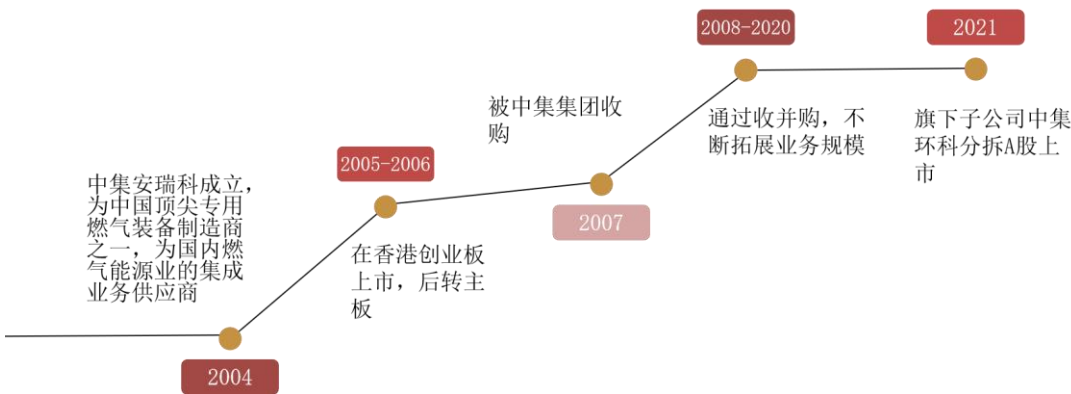 中集安瑞科成立，
为中国顶尖专用
燃气装备制造商
之一，为国内燃
气能源业的集成
业务供应商
2004
2005-2006
在香港创业板
上市，后转主
板
被中集集团收
购
2007
2008-2020
通过收并购，不
断拓展业务规模
2021
旗下子公司中集
环科分拆A股上
市